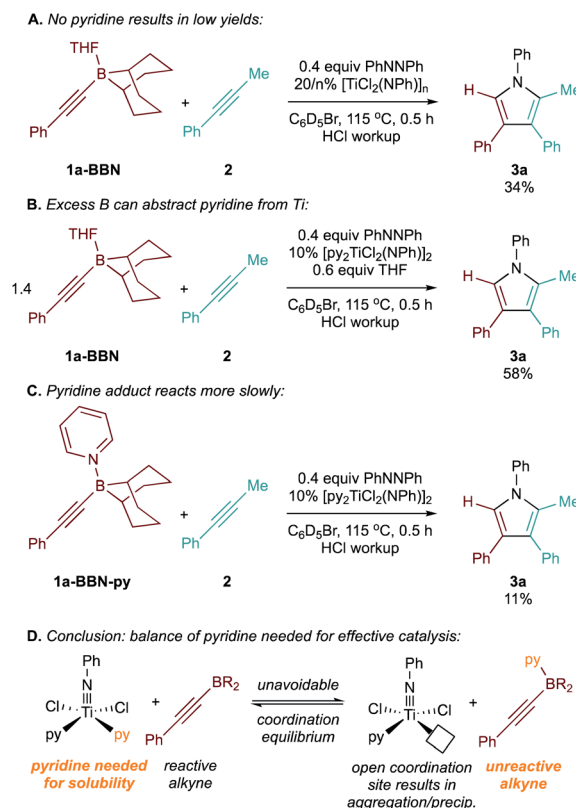 A. No pyridine results in low yields:
THF
B
Ph
1a-BBN
+
Me
2
0.4 equiv PhNNPh
20/n% [TiCl2(NPh)]n
C6D5Br, 115 ºC, 0.5 h
HCl workup
Ph
N
H
Me
Ph
Ph
3a
34%
B. Excess B can abstract pyridine from Ti:
THF
B
1.4
Ph
1a-BBN
+
Me
2
0.4 equiv PhNNPh
10% [py2TiCl2(NPh)]2
0.6 equiv THF
C6D5Br, 115 ºC, 0.5 h
HCl workup
Ph
N
H
Me
Ph
Ph
3a
58%
C. Pyridine adduct reacts more slowly:
N
B
Ph
1a-BBN-py
+
Me
2
0.4 equiv PhNNPh
10% [py2TiCl2(NPh)]2
C6D5Br, 115 ºC, 0.5 h
HCl workup
Ph
N
H
Me
Ph
Ph
3a
11%
D. Conclusion: balance of pyridine needed for effective catalysis:
Ph
N
Cl
Ti
Cl
py
py
pyridine needed
for solubility
+
BR2
Ph
reactive
alkyne
unavoidable
coordination
equilibrium
Ph
N
Cl
Ti
Cl
py
open coordination
site results in
aggregation/precip.
+
py
BR2
Ph
unreactive
alkyne